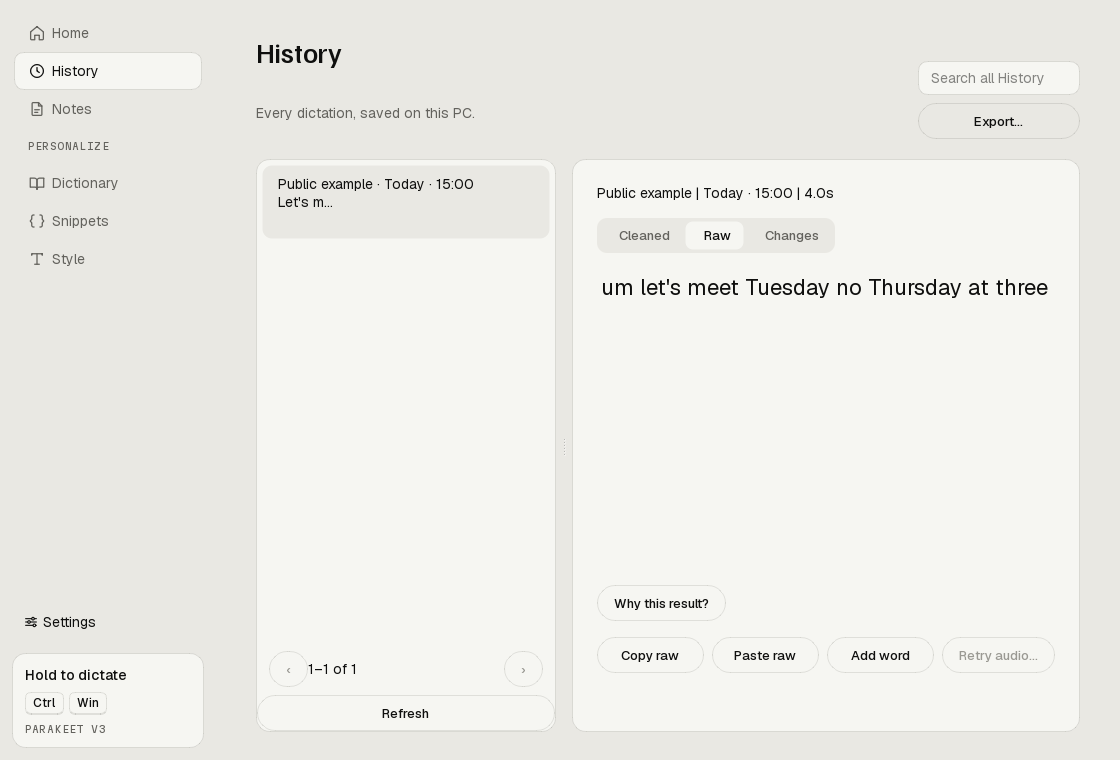 Home
History
Notes
PERSONALIZE
Dictionary
Snippets
Style
Settings
Hold to dictate
Ctrl Win
PARAKEET V3
History
Every dictation, saved on this PC.
Search all History
Export...
Public example · Today · 15:00
Let's m...
‹ 1–1 of 1 ›
Refresh
Public example | Today · 15:00 | 4.0s
Cleaned Raw Changes
um let's meet Tuesday no Thursday at three
Why this result?
Copy raw Paste raw Add word Retry audio...